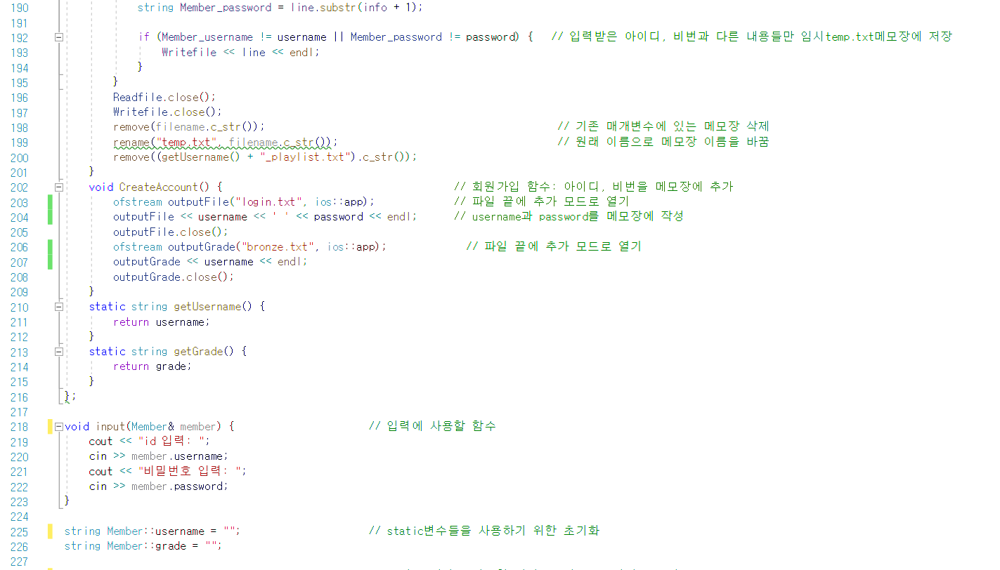 190 string Member_password = line.substr(info + 1);
191
192 if (Member_username != username || Member_password != password) { // 입력받은 아이디, 비번과 다른 내용들만 임시temp.txt메모장에 저장
193 Writefile << line << endl;
194 }
195 }
196 Readfile.close();
197 Writefile.close();
198 remove(filename.c_str()); // 기존 매개변수에 있는 메모장 삭제
199 rename("temp.txt", filename.c_str()); // 원래 이름으로 메모장 이름을 바꿈
200 remove((getUsername() + "_playlist.txt").c_str());
201 }
202 void CreateAccount() { // 회원가입 함수: 아이디, 비번을 메모장에 추가
203 ofstream outputFile("login.txt", ios::app); // 파일 끝에 추가 모드로 열기
204 outputFile << username << ' ' << password << endl; // username과 password를 메모장에 작성
205 outputFile.close();
206 ofstream outputGrade("bronze.txt", ios::app); // 파일 끝에 추가 모드로 열기
207 outputGrade << username << endl;
208 outputGrade.close();
209 }
210 static string getUsername() {
211 return username;
212 }
213 static string getGrade() {
214 return grade;
215 }
216 };
217
218 void input(Member& member) { // 입력에 사용할 함수
219 cout << "id 입력: ";
220 cin >> member.username;
221 cout << "비밀번호 입력: ";
222 cin >> member.password;
223 }
224
225 string Member::username = ""; // static변수들을 사용하기 위한 초기화
226 string Member::grade = "";
227